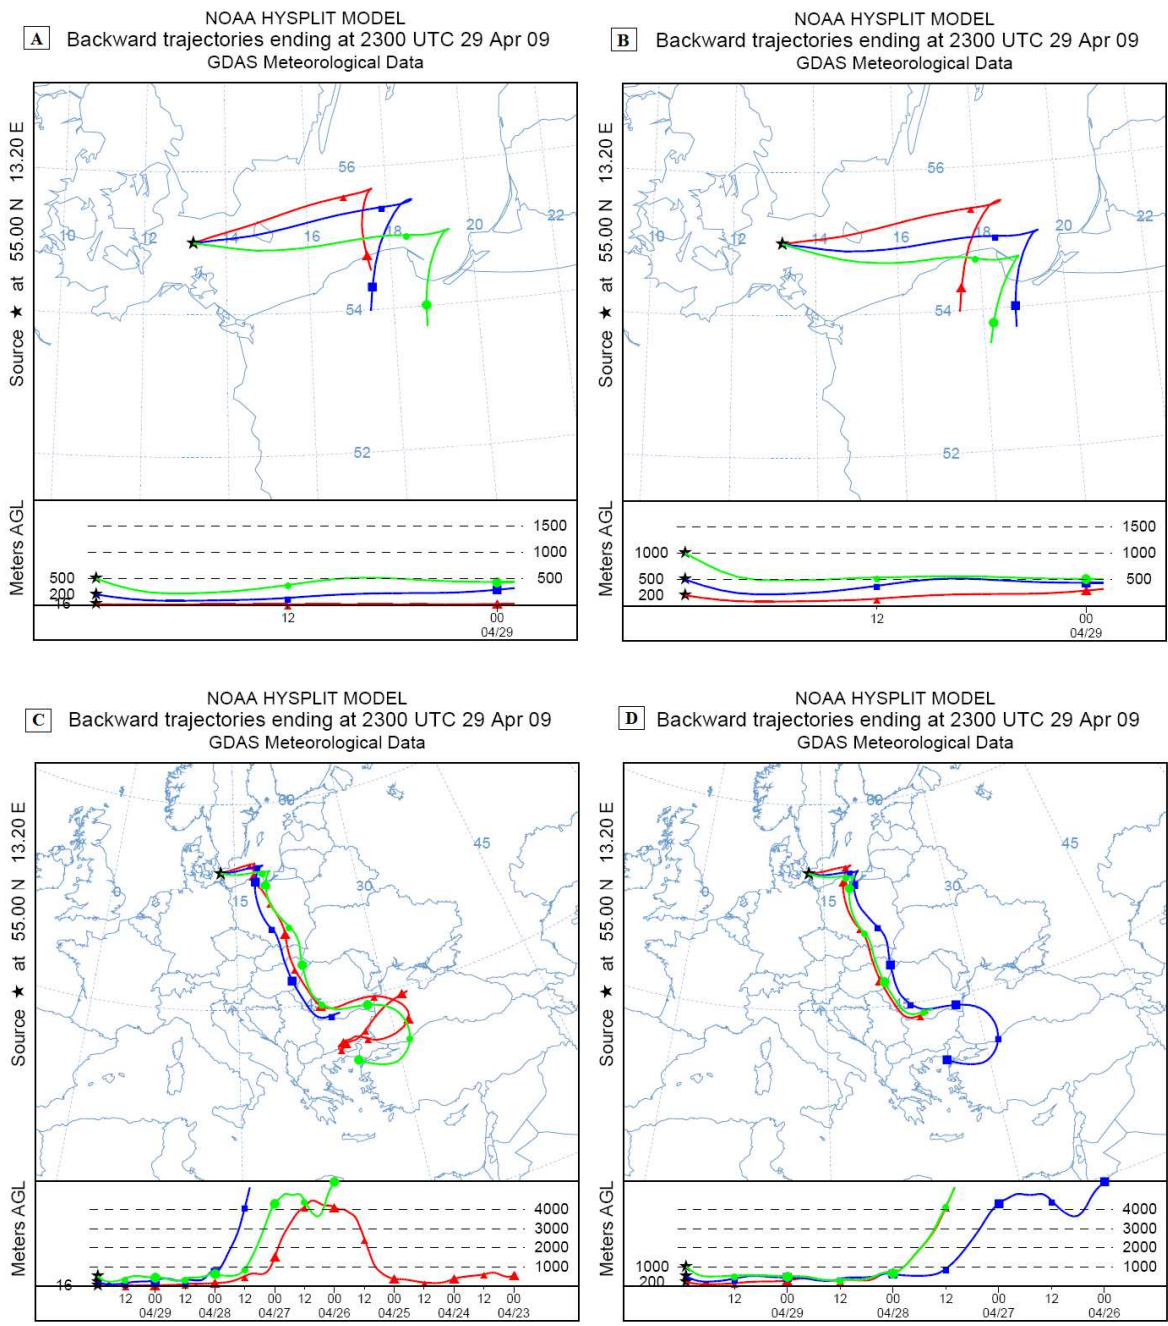 NOAA HYSPLIT MODEL
A Backward trajectories ending at 2300 UTC 29 Apr 09
GDAS Meteorological Data
Source ★ at 55.00 N 13.20 E
56
10 12 14 16 18 20 22
54
52
Meters AGL
1500
1000
500 500
200
16
12 00
04/29
NOAA HYSPLIT MODEL
B Backward trajectories ending at 2300 UTC 29 Apr 09
GDAS Meteorological Data
Source ★ at 55.00 N 13.20 E
56
10 12 14 16 18 20 22
54
52
Meters AGL
1500
1000 1000
500 500
200
12 00
04/29
NOAA HYSPLIT MODEL
C Backward trajectories ending at 2300 UTC 29 Apr 09
GDAS Meteorological Data
Source ★ at 55.00 N 13.20 E
60
45
0 15 30
45
Meters AGL
4000
3000
2000
1000
16
12 00 12 00 12 00 12 00 12 00 12 00 12 00
04/29 04/28 04/27 04/26 04/25 04/24 04/23
NOAA HYSPLIT MODEL
D Backward trajectories ending at 2300 UTC 29 Apr 09
GDAS Meteorological Data
Source ★ at 55.00 N 13.20 E
60
45
0 15 30
45
Meters AGL
4000
3000
2000
1000 1000
200
12 00 12 00 12 00 12 00
04/29 04/28 04/27 04/26